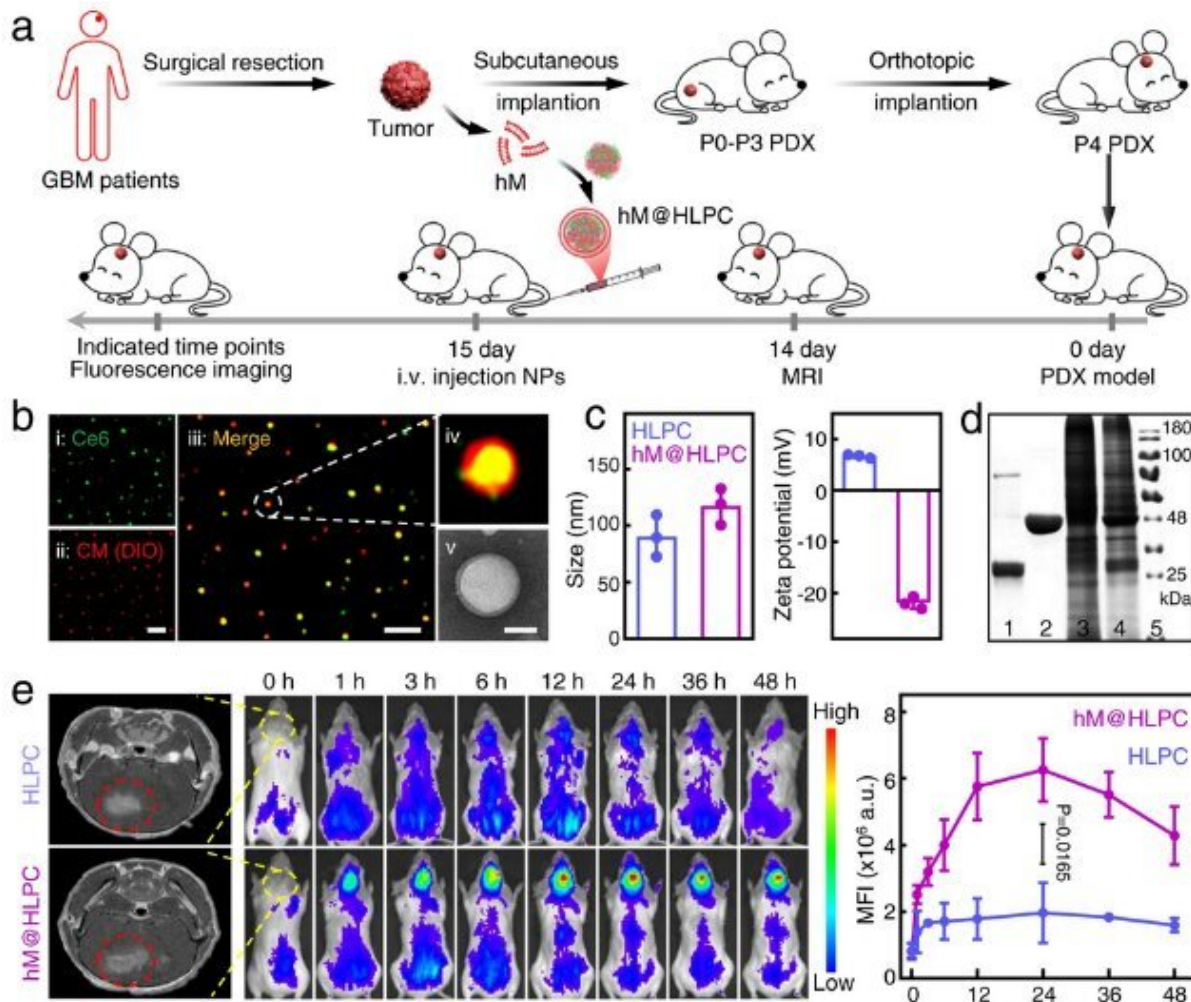 a
Surgical resection
Subcutaneous
implantion
Orthotopic
implantion
Tumor
GBM patients
hM
P0-P3 PDX
P4 PDX
hM@HLPC
Indicated time points
Fluorescence imaging
15 day
i.v. injection NPs
14 day
MRI
0 day
PDX model
b
i: Ce6
ii: CM (DIO)
iii: Merge
iv
v
c
HLPC
hM@HLPC
Size (nm)
150
100
50
0
Zeta potential (mV)
10
0
-10
-20
d
180
100
48
25
kDa
1 2 3 4 5
e
0 h 1 h 3 h 6 h 12 h 24 h 36 h 48 h
HLPC
hM@HLPC
High
Low
MFI (x10⁶ a.u.)
8
6
4
2
0
hM@HLPC
HLPC
P=0.0165
0 12 24 36 48